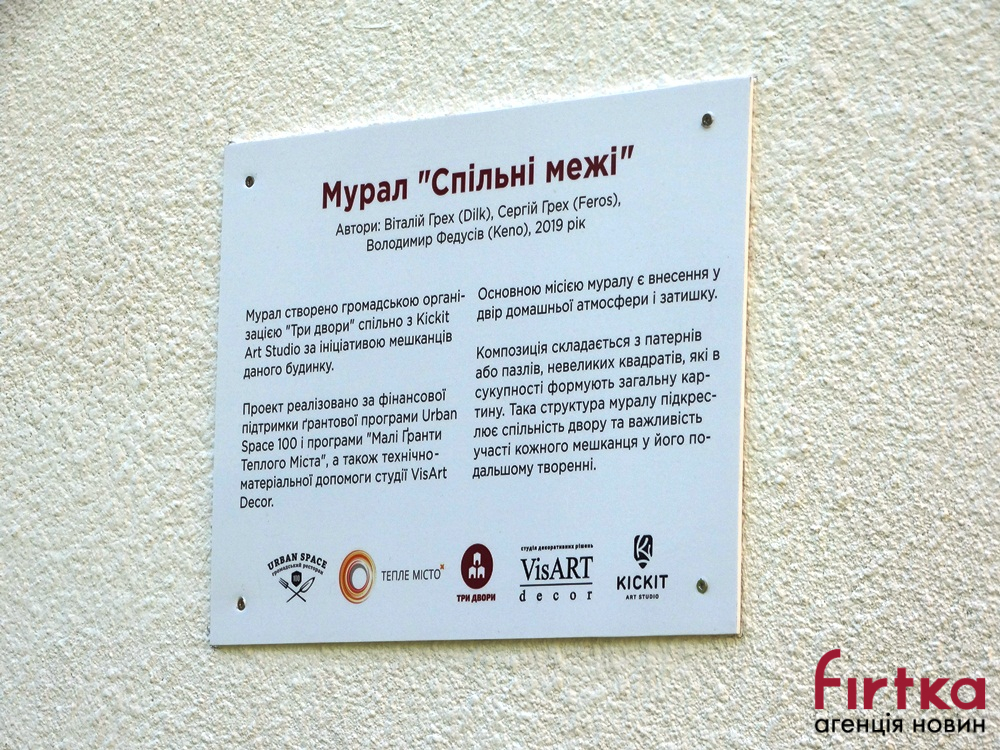 Мурал "Спільні межі"
Автори: Віталій Грех (Dilk), Сергій Грех (Feros),
Володимир Федусів (Keno), 2019 рік
Мурал створено громадською органі-
зацією "Три двори" спільно з Kickit
Art Studio за ініціативою мешканців
даного будинку.
Проект реалізовано за фінансової
підтримки ґрантової програми Urban
Space 100 і програми "Малі Ґранти
Теплого Міста", а також технічно-
матеріальної допомоги студії VisArt
Decor.
Основною місією муралу є внесення у
двір домашньої атмосфери і затишку.
Композиція складається з патернів
або пазлів, невеликих квадратів, які в
сукупності формують загальну кар-
тину. Така структура муралу підкрес-
лює спільність двору та важливість
участі кожного мешканця у його по-
дальшому творенні.
URBAN SPACE
громадський ресторан
100
ТЕПЛЕ МІСТО
ТРИ ДВОРИ
студія декоративних рішень
VisART
decor
KICKIT
ART STUDIO
fırtka
агенція новин